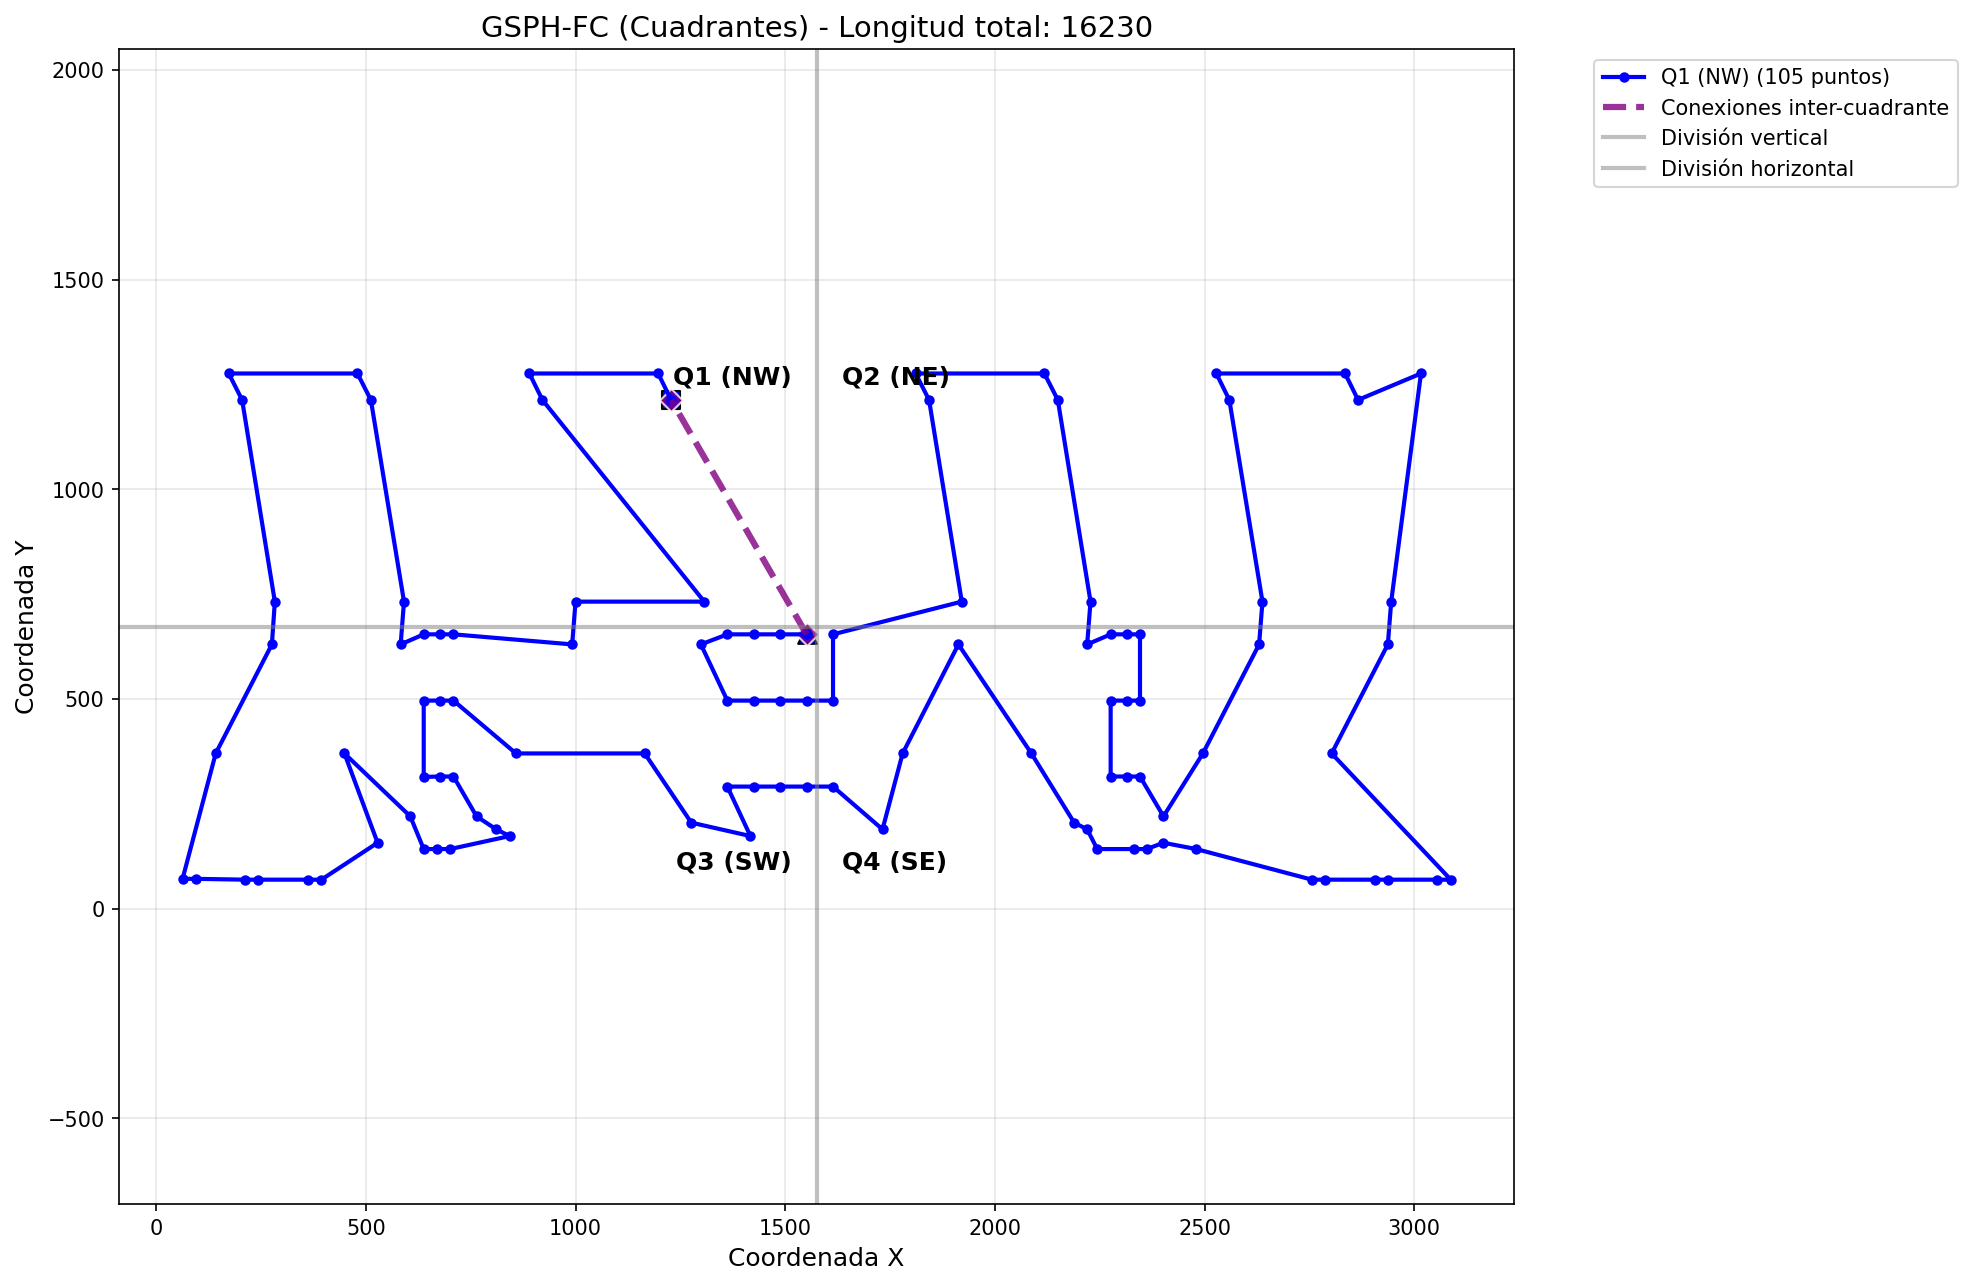 GSPH-FC (Cuadrantes) - Longitud total: 16230
Q1 (NW) (105 puntos)
Conexiones inter-cuadrante
División vertical
División horizontal
Coordenada Y
2000
1500
1000
500
0
−500
Q1 (NW)
Q2 (NE)
Q3 (SW)
Q4 (SE)
0
500
1000
1500
2000
2500
3000
Coordenada X